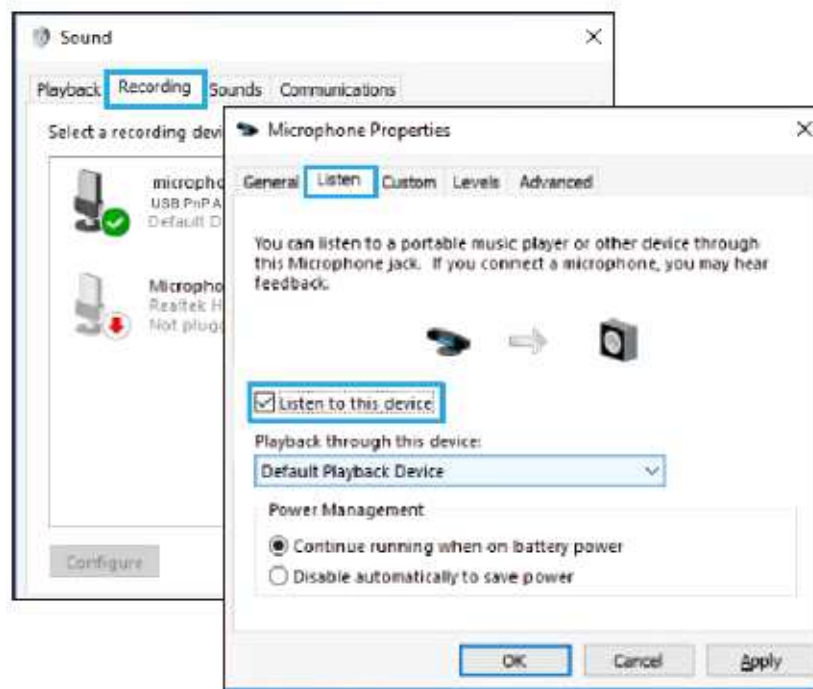 Sound
Playback Recording Sounds Communications
Select a recording devi
micropho
USB PnP A
Default D
Micropho
Realtek H
Not plugg
Configure
Microphone Properties
General Listen Custom Levels Advanced
You can listen to a portable music player or other device through
this Microphone jack. If you connect a microphone, you may hear
feedback.
Listen to this device
Playback through this device:
Default Playback Device
Power Management
Continue running when on battery power
Disable automatically to save power
OK Cancel Apply